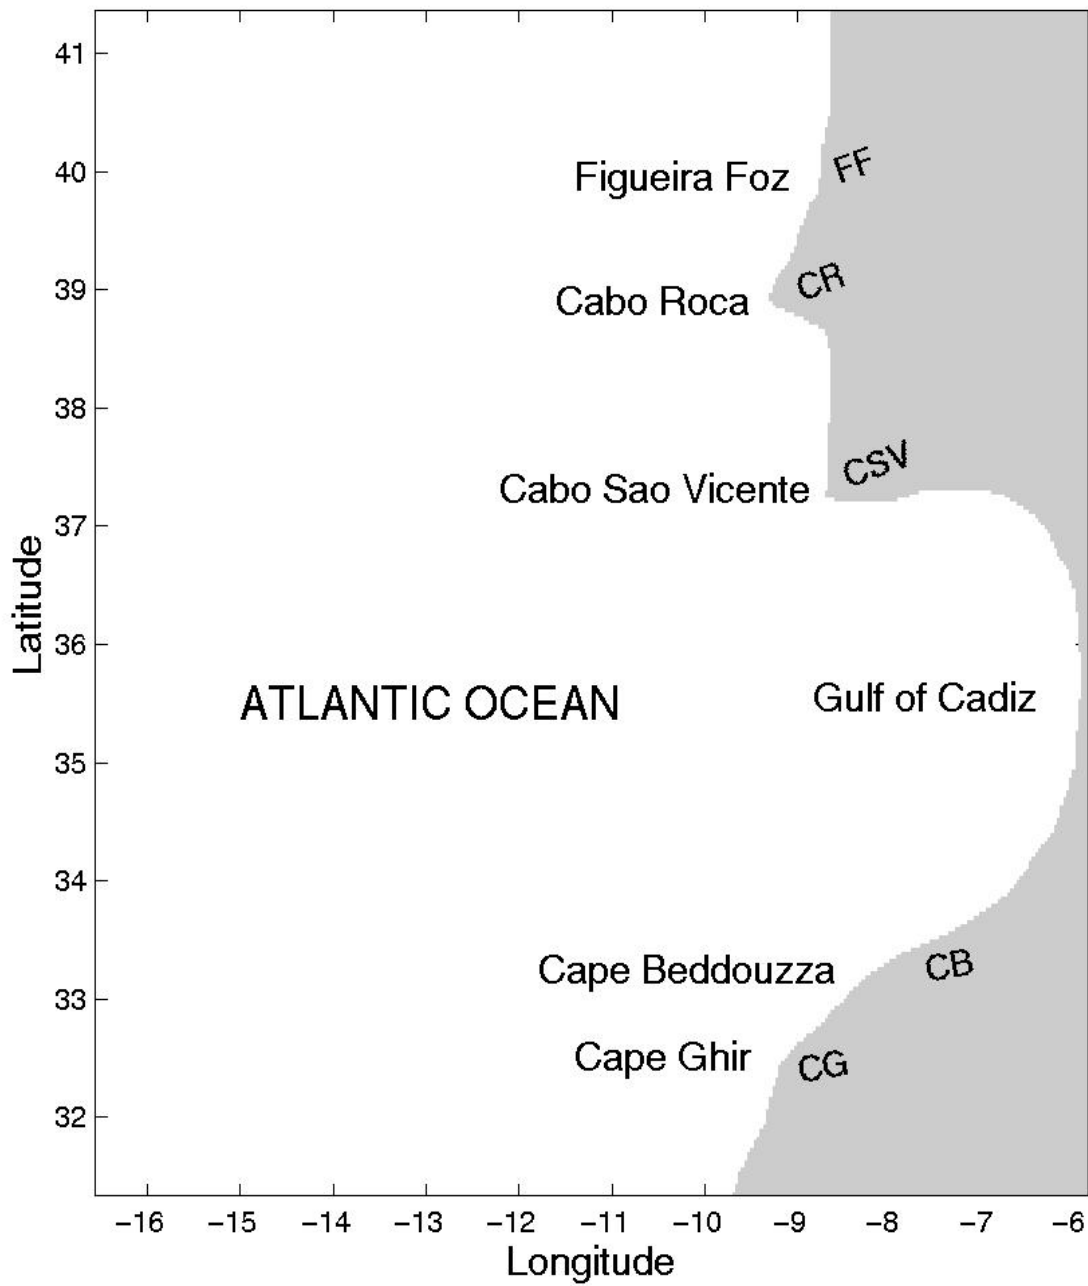 41
40
39
38
37
36
35
34
33
32
Latitude
Figueira Foz
FF
Cabo Roca
CR
Cabo Sao Vicente
CSV
ATLANTIC OCEAN
Gulf of Cadiz
Cape Beddouzza
CB
Cape Ghir
CG
−16 −15 −14 −13 −12 −11 −10 −9 −8 −7 −6
Longitude